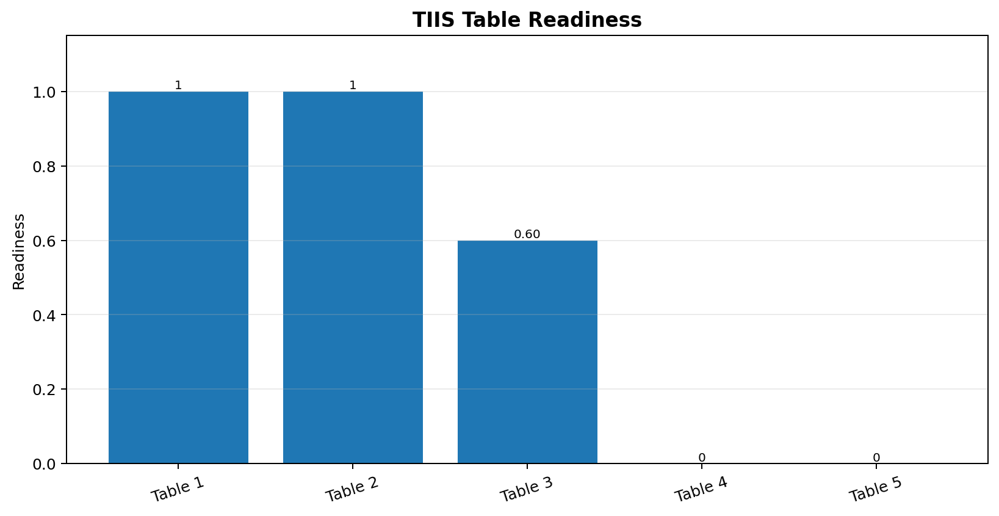 TIIS Table Readiness
Readiness
1.0
0.8
0.6
0.4
0.2
0.0
1
1
0.60
0
0
Table 1
Table 2
Table 3
Table 4
Table 5